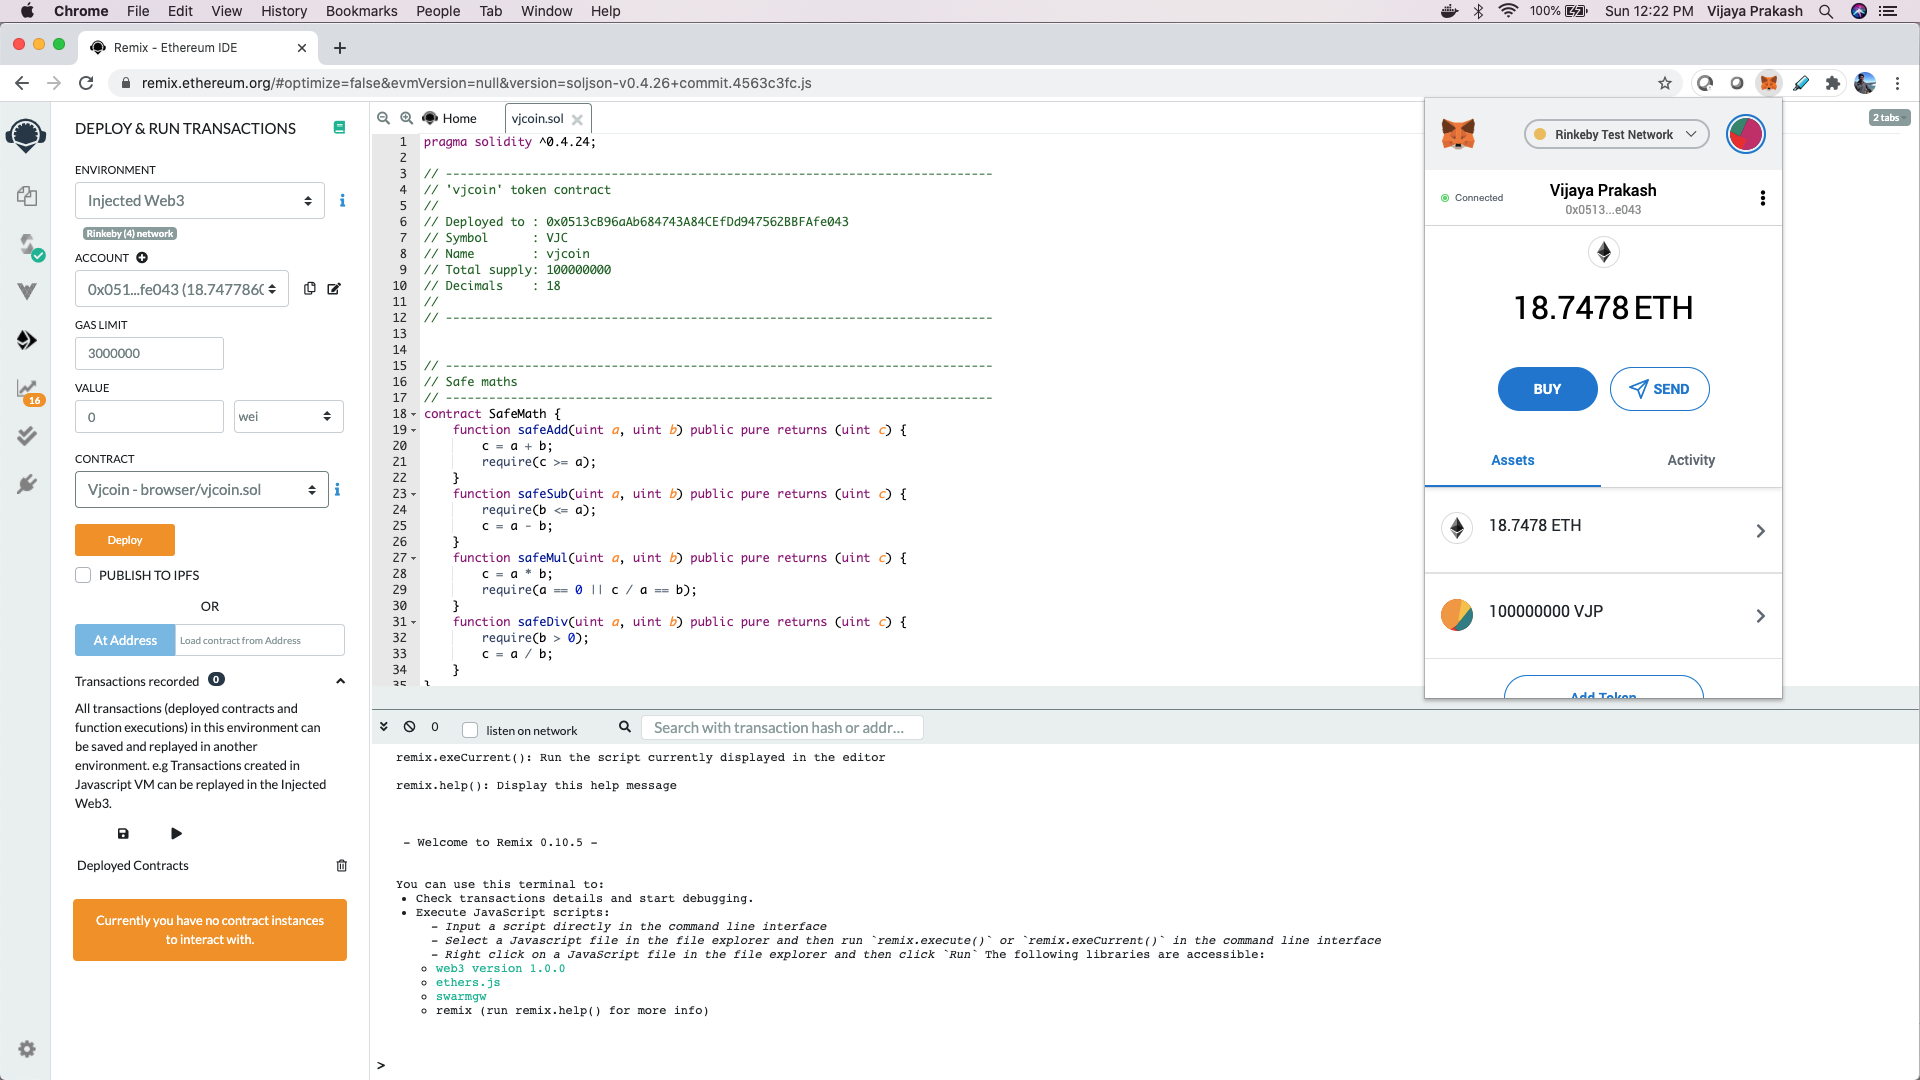 Chrome File Edit View History Bookmarks People Tab Window Help 100% Sun 12:22 PM Vijaya Prakash
Remix - Ethereum IDE
remix.ethereum.org/#optimize=false&evmVersion=null&version=soljson-v0.4.26+commit.4563c3fc.js
DEPLOY & RUN TRANSACTIONS
ENVIRONMENT
Injected Web3
i
Rinkeby (4) network
ACCOUNT
0x051...fe043 (18.7477860
GAS LIMIT
3000000
VALUE
0
wei
16
CONTRACT
Vjcoin - browser/vjcoin.sol
i
Deploy
PUBLISH TO IPFS
OR
At Address
Load contract from Address
Transactions recorded 0
All transactions (deployed contracts and
function executions) in this environment can
be saved and replayed in another
environment. e.g Transactions created in
Javascript VM can be replayed in the Injected
Web3.
Deployed Contracts
Currently you have no contract instances
to interact with.
Home
vjcoin.sol
1 pragma solidity ^0.4.24;
2
3 // ----------------------------------------------------------------------------
4 // 'vjcoin' token contract
5 //
6 // Deployed to : 0x0513cB96aAb684743A84CEfDd947562BBFAfe043
7 // Symbol      : VJC
8 // Name        : vjcoin
9 // Total supply: 100000000
10 // Decimals    : 18
11 //
12 // ----------------------------------------------------------------------------
13
14
15 // ----------------------------------------------------------------------------
16 // Safe maths
17 // ----------------------------------------------------------------------------
18 contract SafeMath {
19     function safeAdd(uint a, uint b) public pure returns (uint c) {
20         c = a + b;
21         require(c >= a);
22     }
23     function safeSub(uint a, uint b) public pure returns (uint c) {
24         require(b <= a);
25         c = a - b;
26     }
27     function safeMul(uint a, uint b) public pure returns (uint c) {
28         c = a * b;
29         require(a == 0 || c / a == b);
30     }
31     function safeDiv(uint a, uint b) public pure returns (uint c) {
32         require(b > 0);
33         c = a / b;
34     }
35 }
2 tabs
Rinkeby Test Network
Connected
Vijaya Prakash
0x0513...e043
18.7478 ETH
BUY
SEND
Assets
Activity
18.7478 ETH
100000000 VJP
Add Token
0
listen on network
Search with transaction hash or addr...
remix.exeCurrent(): Run the script currently displayed in the editor
remix.help(): Display this help message
- Welcome to Remix 0.10.5 -
You can use this terminal to:
• Check transactions details and start debugging.
• Execute JavaScript scripts:
- Input a script directly in the command line interface
- Select a Javascript file in the file explorer and then run `remix.execute()` or `remix.exeCurrent()` in the command line interface
- Right click on a JavaScript file in the file explorer and then click `Run` The following libraries are accessible:
web3 version 1.0.0
ethers.js
swarmgw
remix (run remix.help() for more info)
>